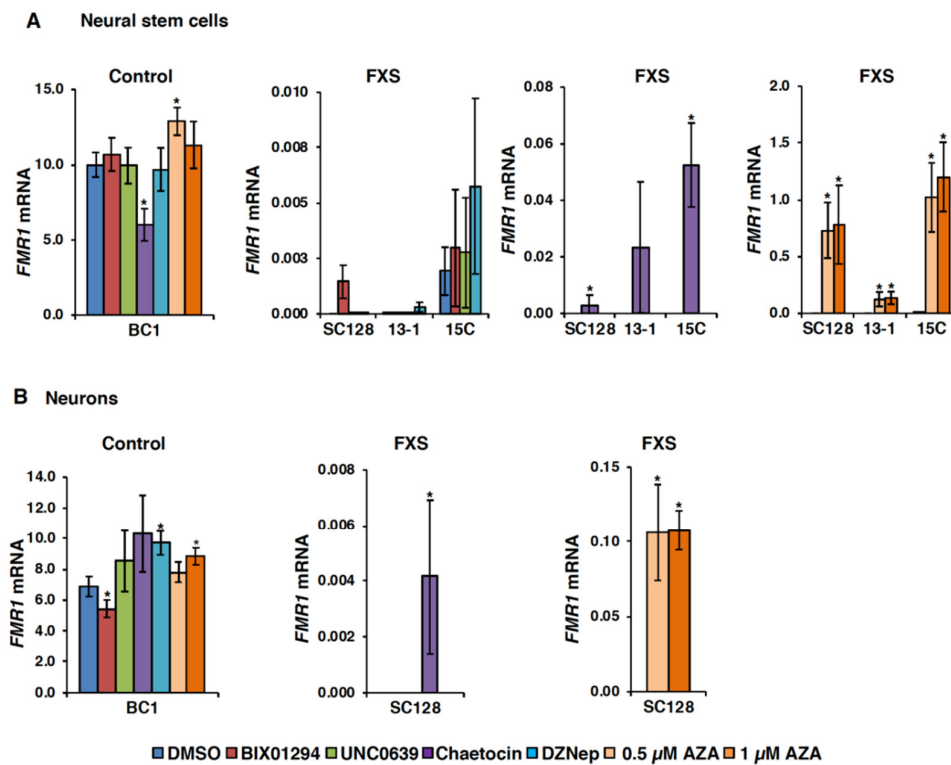 A Neural stem cells
Control FXS FXS FXS
FMR1 mRNA
15.0
10.0
5.0
0.0
*
*
BC1
FMR1 mRNA
0.010
0.008
0.005
0.003
0.000
SC128 13-1 15C
FMR1 mRNA
0.08
0.06
0.04
0.02
0.00
*
*
SC128 13-1 15C
FMR1 mRNA
2.0
1.5
1.0
0.5
0.0
* *
* *
* *
SC128 13-1 15C
B Neurons
Control FXS FXS
FMR1 mRNA
14.0
12.0
10.0
8.0
6.0
4.0
2.0
0.0
* * *
BC1
FMR1 mRNA
0.008
0.006
0.004
0.002
0.000
*
SC128
FMR1 mRNA
0.15
0.10
0.05
0.00
* *
SC128
DMSO BIX01294 UNC0639 Chaetocin DZNep 0.5 µM AZA 1 µM AZA